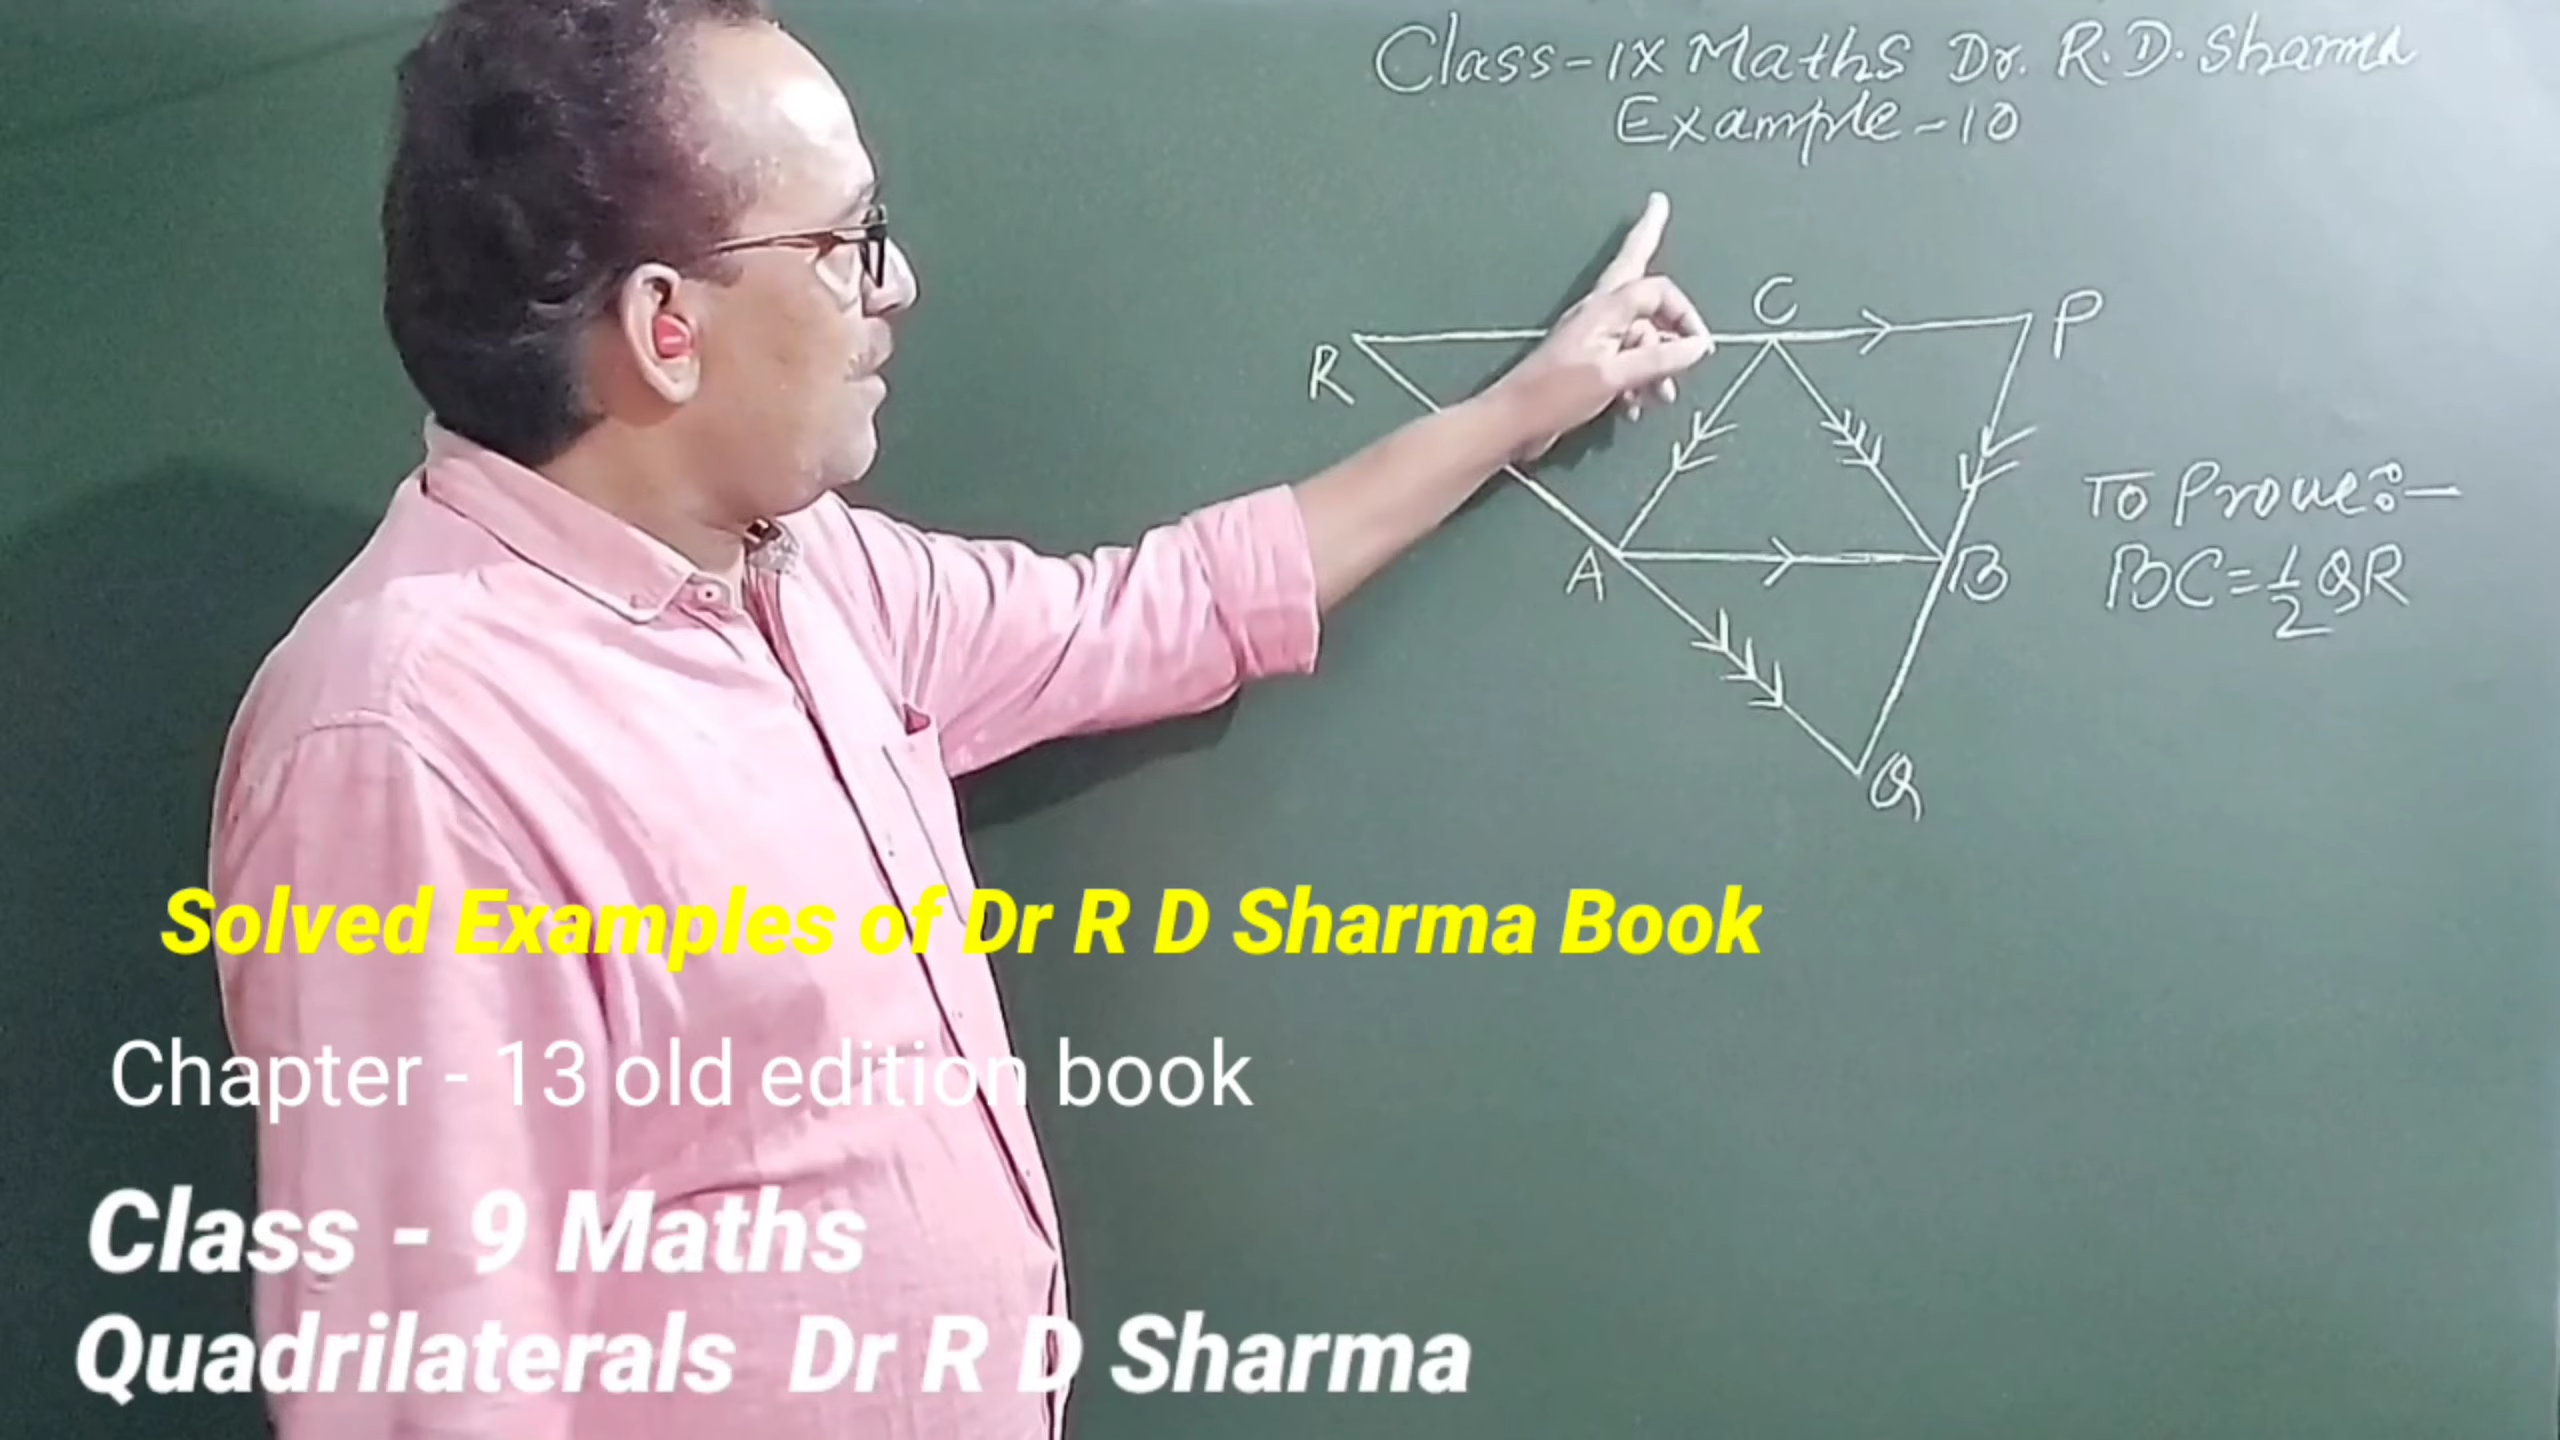 Class-IX Maths Dr. R.D. Sharma
Example-10
C
P
R
A
B
Q
To Prove:-
BC=½QR
Solved Examples of Dr R D Sharma Book
Chapter - 13 old edition book
Class - 9 Maths
Quadrilaterals Dr R D Sharma